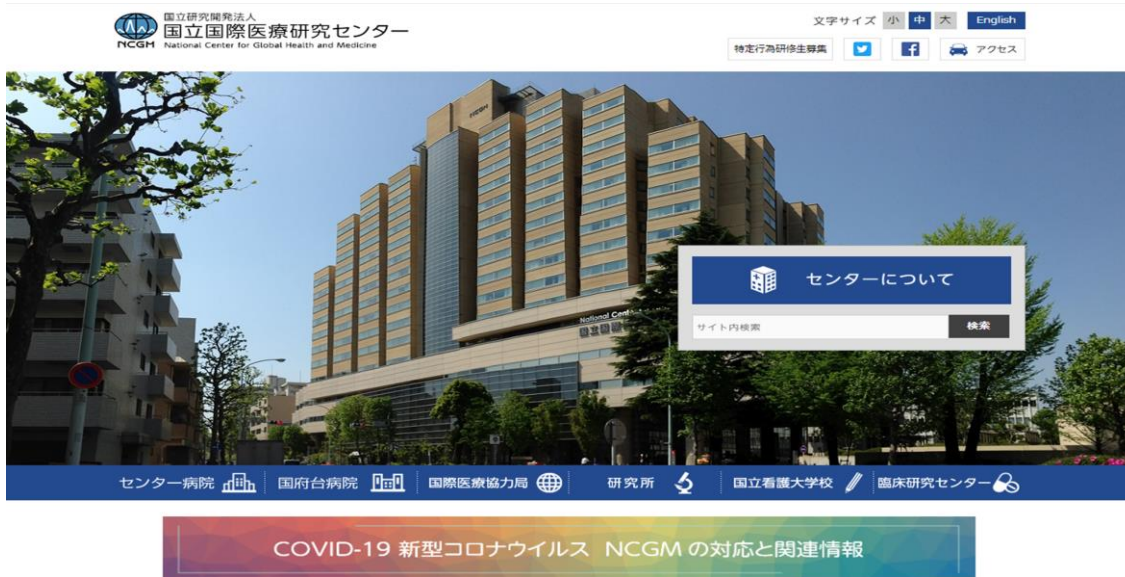 国立研究開発法人
国立国際医療研究センター
NCGM National Center for Global Health and Medicine
文字サイズ 小 中 大 English
特定行為研修生募集 アクセス
NCGM
National Cent
センターについて
サイト内検索 検索
センター病院 国府台病院 国際医療協力局 研究所 国立看護大学校 臨床研究センター
COVID-19 新型コロナウイルス NCGM の対応と関連情報